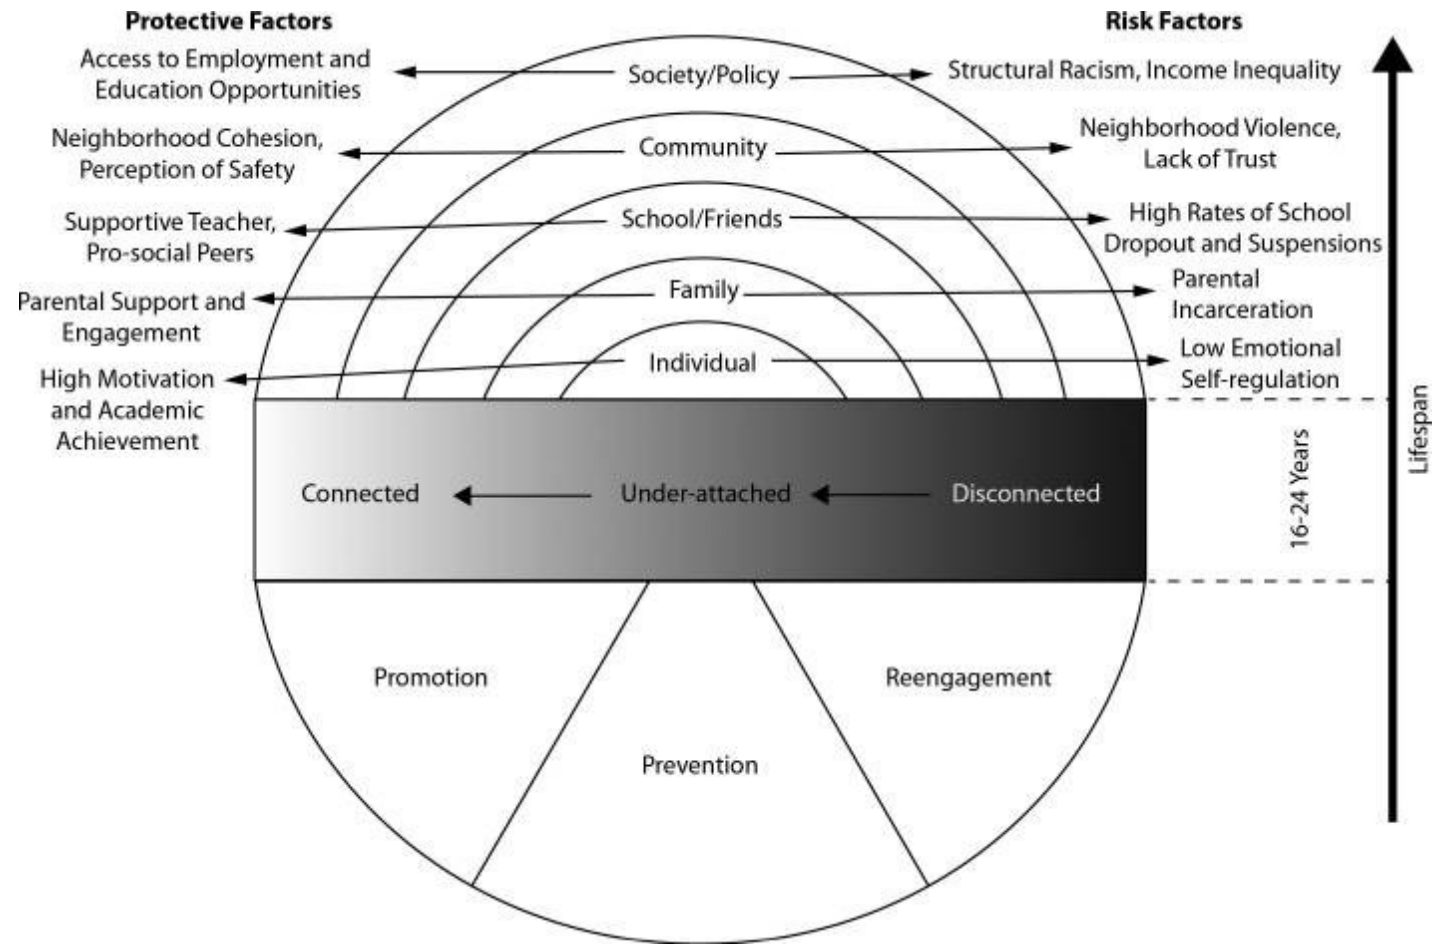 Protective Factors
Risk Factors
Access to Employment and
Education Opportunities
Society/Policy
Structural Racism, Income Inequality
Neighborhood Cohesion,
Perception of Safety
Community
Neighborhood Violence,
Lack of Trust
Supportive Teacher,
Pro-social Peers
School/Friends
High Rates of School
Dropout and Suspensions
Parental Support and
Engagement
Family
Parental
Incarceration
High Motivation
and Academic
Achievement
Individual
Low Emotional
Self-regulation
Connected
Under-attached
Disconnected
16-24 Years
Lifespan
Promotion
Prevention
Reengagement